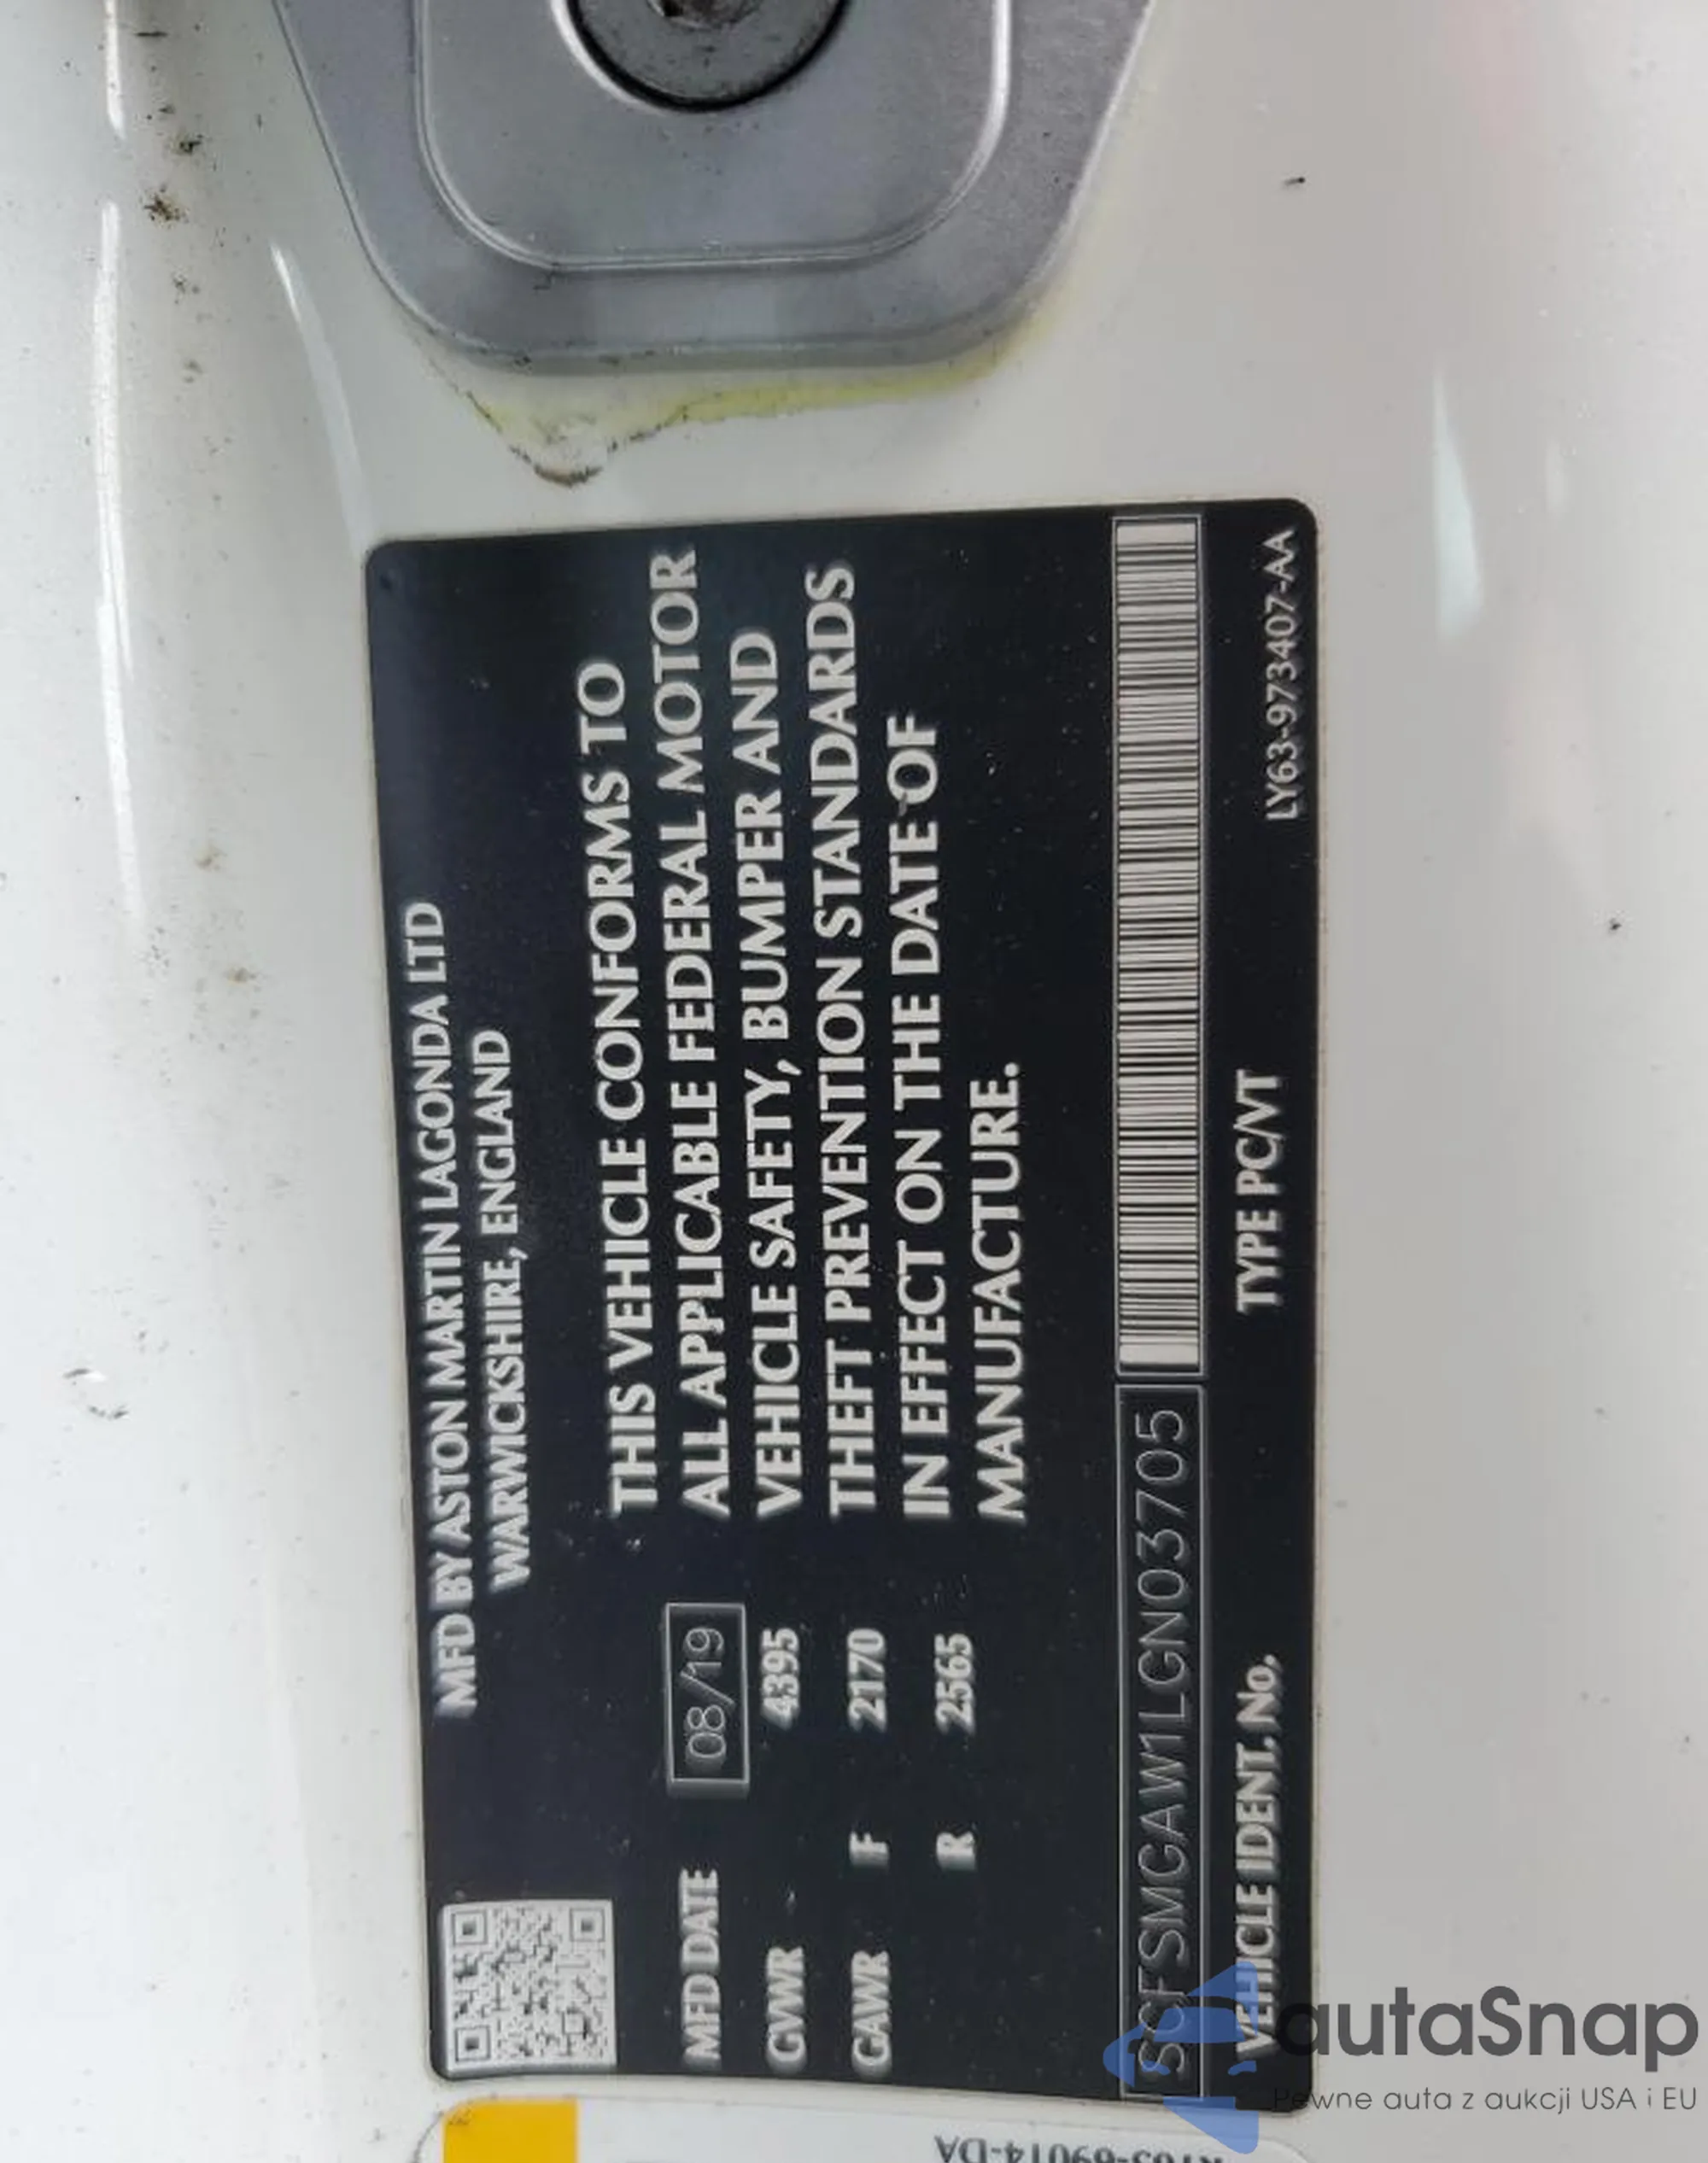 MFD BY ASTON MARTIN LAGONDA LTD
WARWICKSHIRE, ENGLAND
THIS VEHICLE CONFORMS TO
ALL APPLICABLE FEDERAL MOTOR
VEHICLE SAFETY, BUMPER AND
THEFT PREVENTION STANDARDS
IN EFFECT ON THE DATE OF
MANUFACTURE.
MFD DATE 08/19
GVWR 4395
GAWR F 2170
R 2565
SCFSMGAW1LGN03705
VEHICLE IDENT. No. TYPE PC/VT LY63-973407-AA
autaSnap
Pewne auta z aukcji USA i EU